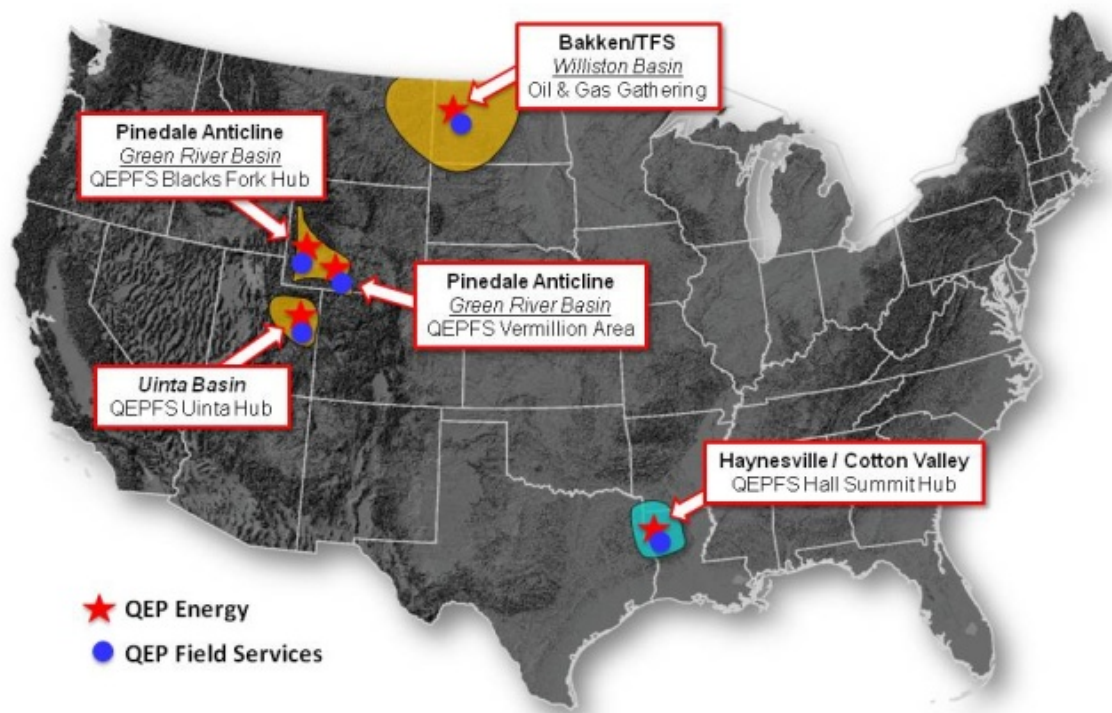 Bakken/TFS
Williston Basin
Oil & Gas Gathering
Pinedale Anticline
Green River Basin
QEPFS Blacks Fork Hub
Pinedale Anticline
Green River Basin
QEPFS Vermillion Area
Uinta Basin
QEPFS Uinta Hub
Haynesville / Cotton Valley
QEPFS Hall Summit Hub
QEP Energy
QEP Field Services